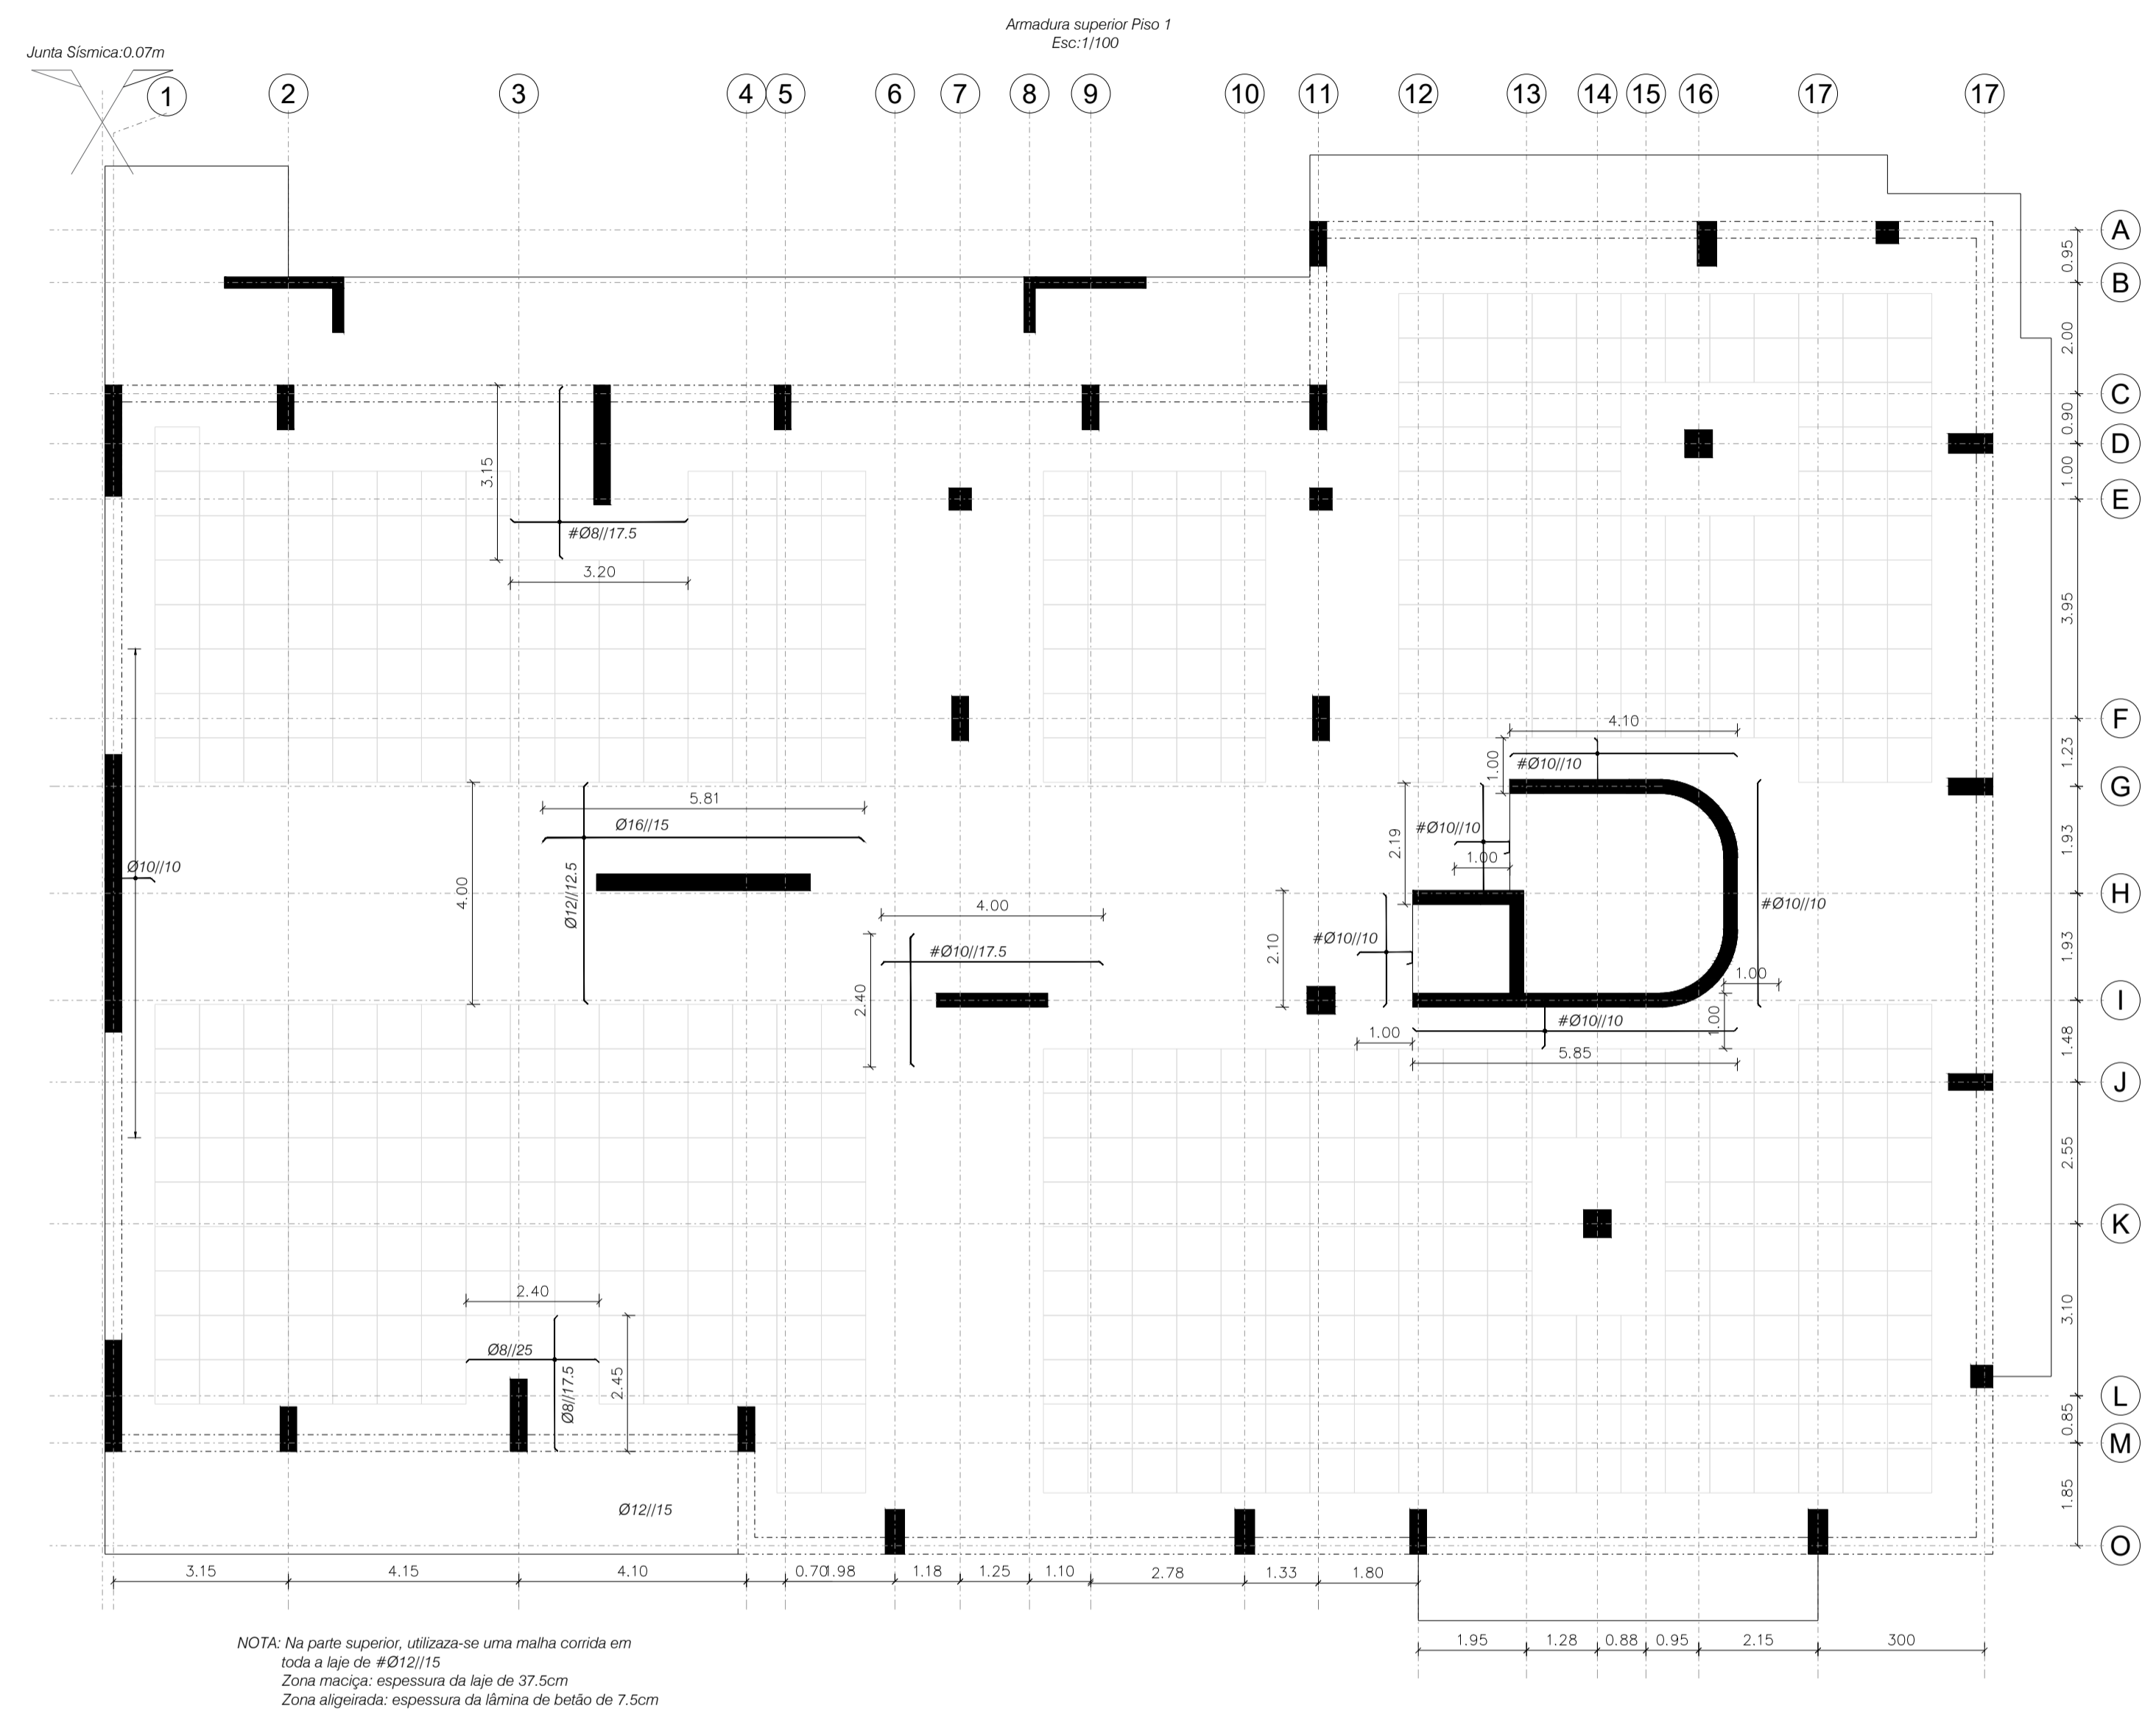 Armadura superior Piso 1
Esc:1/100
Junta Sísmica:0.07m
1 2 3 4 5 6 7 8 9 10 11 12 13 14 15 16 17 17
A
0.95
B
2.00
C
0.90
D
1.00
E
3.95
F
1.23
G
1.93
H
1.93
I
1.48
J
2.55
K
3.10
L
0.85
M
1.85
O
3.15
#Ø8//17.5
3.20
4.10
1.00
#Ø10//10
5.81
Ø16//15
#Ø10//10
2.19
1.00
Ø10//10
4.00
Ø12//12.5
4.00
#Ø10//10
#Ø10//17.5
2.40
2.10
#Ø10//10
1.00
1.00
#Ø10//10
1.00
5.85
2.40
Ø8//25
Ø8//17.5
2.45
Ø12//15
3.15 4.15 4.10 0.70 1.98 1.18 1.25 1.10 2.78 1.33 1.80
1.95 1.28 0.88 0.95 2.15 300
NOTA: Na parte superior, utilizaza-se uma malha corrida em
toda a laje de #Ø12//15
Zona maciça: espessura da laje de 37.5cm
Zona aligeirada: espessura da lâmina de betão de 7.5cm